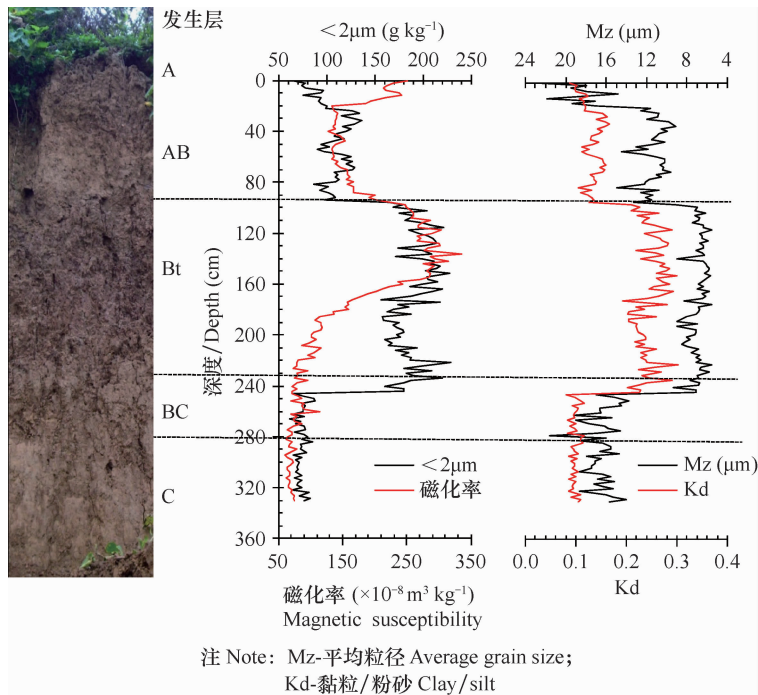 发生层
<2μm (g kg⁻¹)
Mz (μm)
50 100 150 200 250
20 16 12 8 4
A
AB
Bt
BC
C
深度/Depth (cm)
0
40
80
120
160
200
240
280
320
360
<2μm
磁化率
Mz (μm)
Kd
50 150 250 350
0.0 0.1 0.2 0.3 0.4
磁化率 (×10⁻⁸ m³ kg⁻¹)
Magnetic susceptibility
Kd
注 Note: Mz-平均粒径 Average grain size;
Kd-黏粒/粉砂 Clay/silt